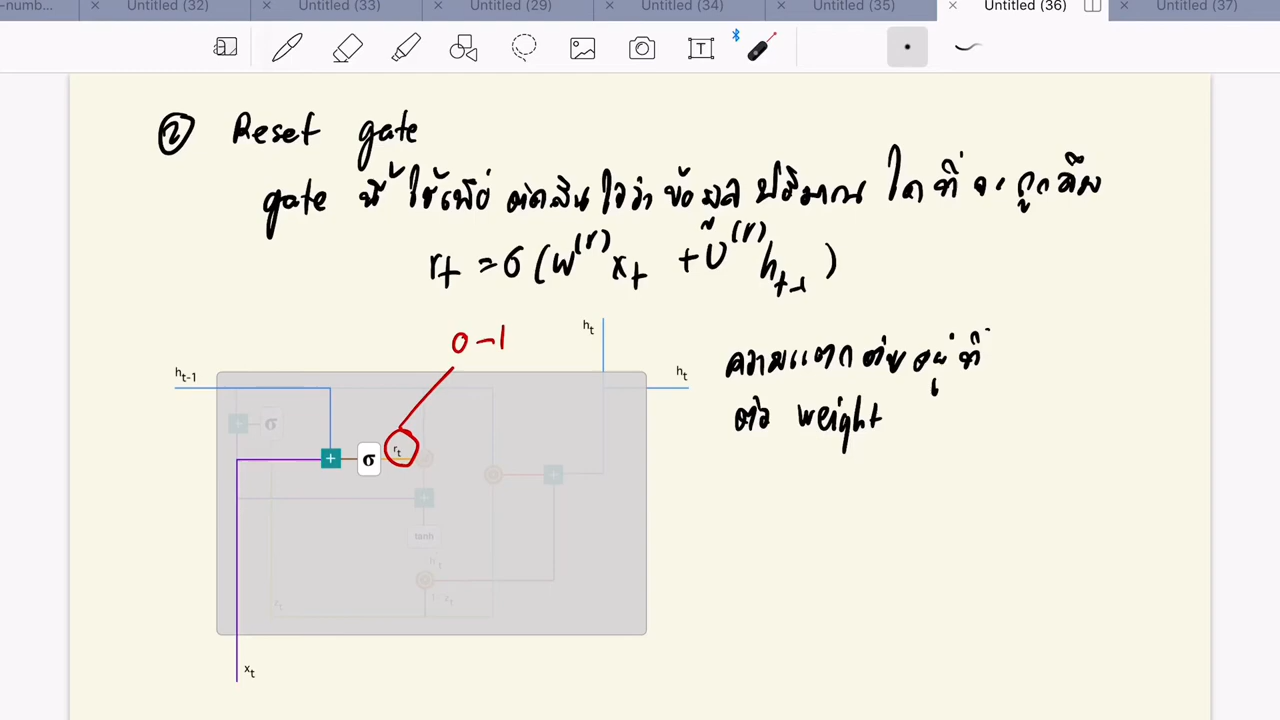 -numb...
Untitled (32)
Untitled (33)
Untitled (29)
Untitled (34)
Untitled (35)
Untitled (36)
Untitled (37)
② Reset gate
gate นี้ ใช้เพื่อ ตัดสินใจว่า ข้อมูล ปริมาณ ใด ที่ จะ ถูก ลืม
rt = σ (W(r) xt + U(r) ht-1 )
0-1
ht
ht-1
ht
ความแตกต่างอยู่ที่
ตัว weight
σ
+
σ
rt
+
+
+
tanh
zt
xt